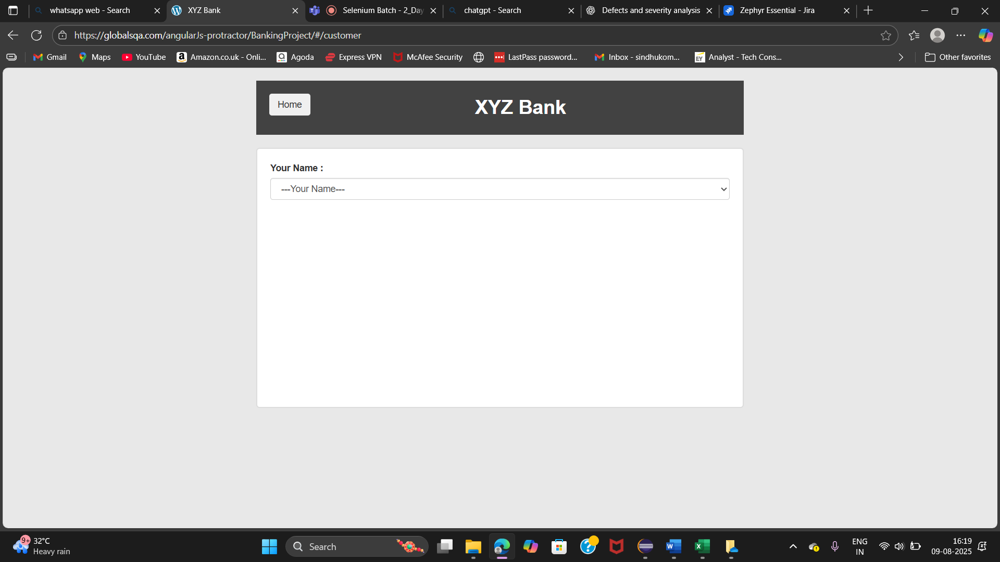 whatsapp web - Search
XYZ Bank
Selenium Batch - 2_Day
chatgpt - Search
Defects and severity analysis
Zephyr Essential - Jira
https://globalsqa.com/angularJs-protractor/BankingProject/#/customer
Gmail
Maps
YouTube
Amazon.co.uk - Onli...
Agoda
Express VPN
McAfee Security
LastPass password...
Inbox - sindhukom...
EY
Analyst - Tech Cons...
Other favorites
Home
XYZ Bank
Your Name :
---Your Name---
9+
32°C
Heavy rain
Search
ENG
IN
16:19
09-08-2025